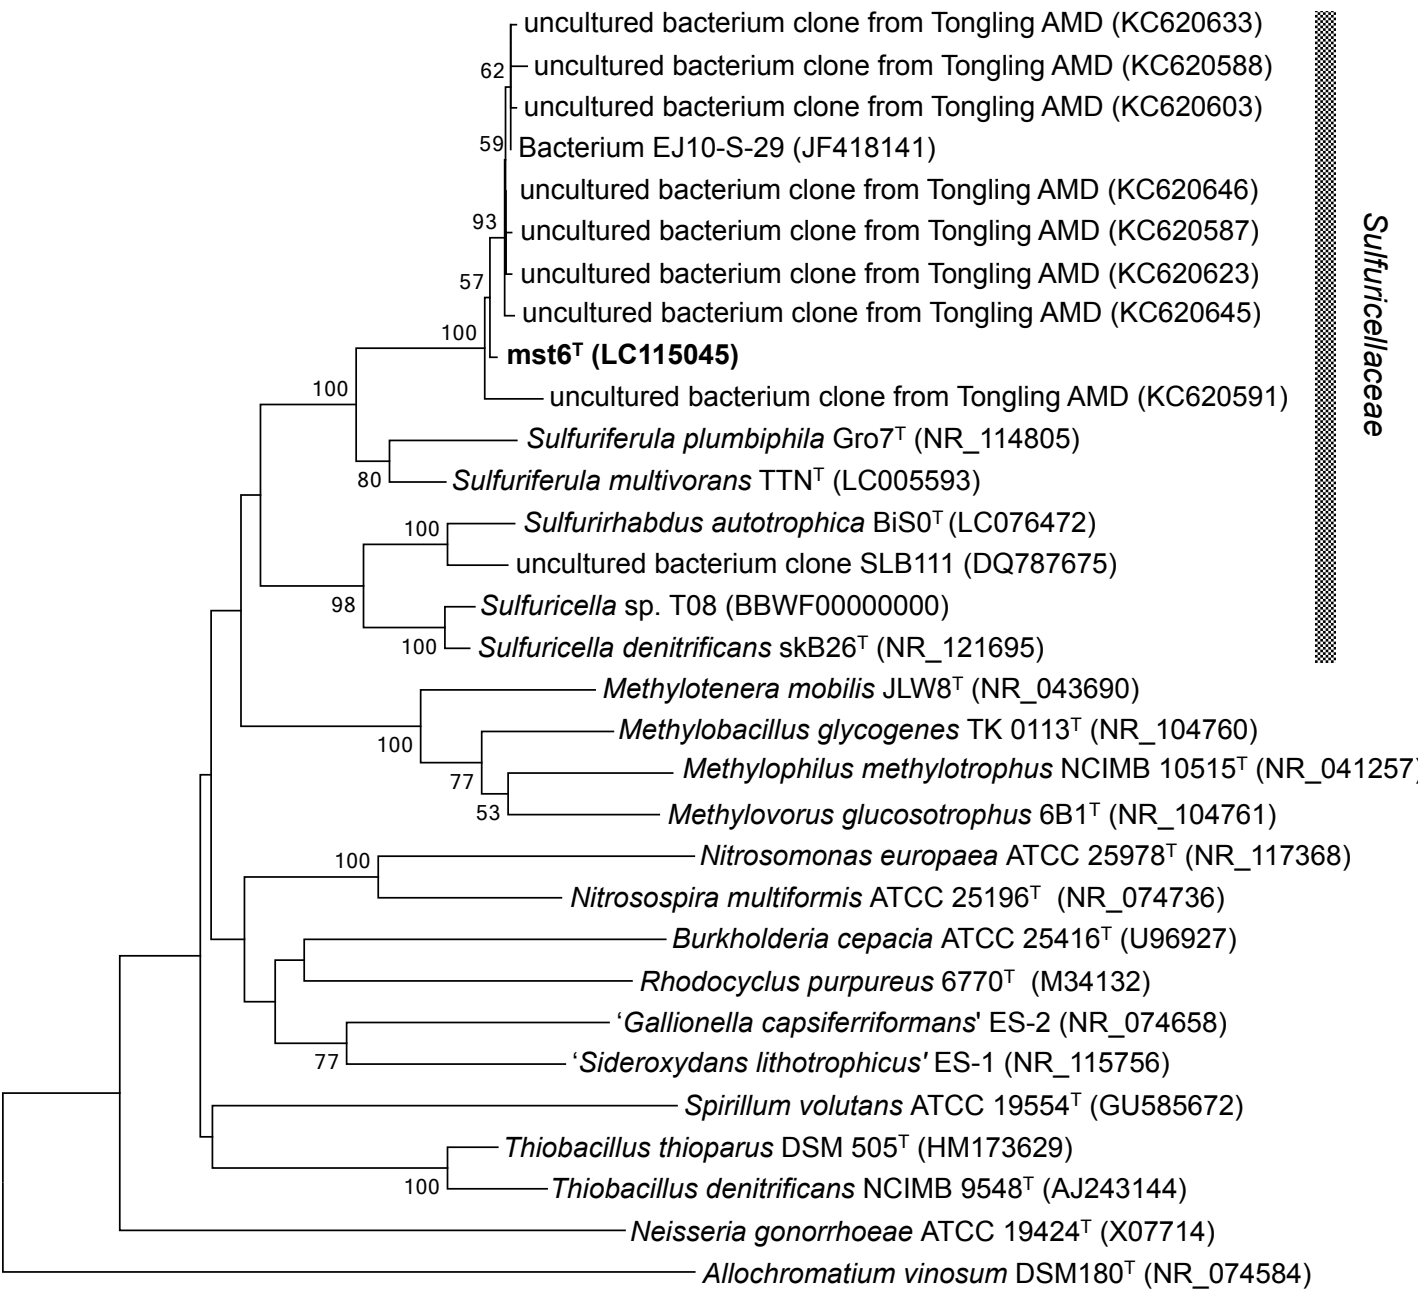 uncultured bacterium clone from Tongling AMD (KC620633)
62
uncultured bacterium clone from Tongling AMD (KC620588)
uncultured bacterium clone from Tongling AMD (KC620603)
59
Bacterium EJ10-S-29 (JF418141)
uncultured bacterium clone from Tongling AMD (KC620646)
93
uncultured bacterium clone from Tongling AMD (KC620587)
57
uncultured bacterium clone from Tongling AMD (KC620623)
uncultured bacterium clone from Tongling AMD (KC620645)
100
mst6ᵀ (LC115045)
100
uncultured bacterium clone from Tongling AMD (KC620591)
Sulfuriferula plumbiphila Gro7ᵀ (NR_114805)
80
Sulfuriferula multivorans TTNᵀ (LC005593)
100
Sulfurirhabdus autotrophica BiS0ᵀ (LC076472)
uncultured bacterium clone SLB111 (DQ787675)
98
Sulfuricella sp. T08 (BBWF00000000)
100
Sulfuricella denitrificans skB26ᵀ (NR_121695)
Sulfuricellaceae
Methylotenera mobilis JLW8ᵀ (NR_043690)
100
Methylobacillus glycogenes TK 0113ᵀ (NR_104760)
77
Methylophilus methylotrophus NCIMB 10515ᵀ (NR_041257)
53
Methylovorus glucosotrophus 6B1ᵀ (NR_104761)
100
Nitrosomonas europaea ATCC 25978ᵀ (NR_117368)
Nitrosospira multiformis ATCC 25196ᵀ (NR_074736)
Burkholderia cepacia ATCC 25416ᵀ (U96927)
Rhodocyclus purpureus 6770ᵀ (M34132)
‘Gallionella capsiferriformans' ES-2 (NR_074658)
77
‘Sideroxydans lithotrophicus' ES-1 (NR_115756)
Spirillum volutans ATCC 19554ᵀ (GU585672)
Thiobacillus thioparus DSM 505ᵀ (HM173629)
100
Thiobacillus denitrificans NCIMB 9548ᵀ (AJ243144)
Neisseria gonorrhoeae ATCC 19424ᵀ (X07714)
Allochromatium vinosum DSM180ᵀ (NR_074584)